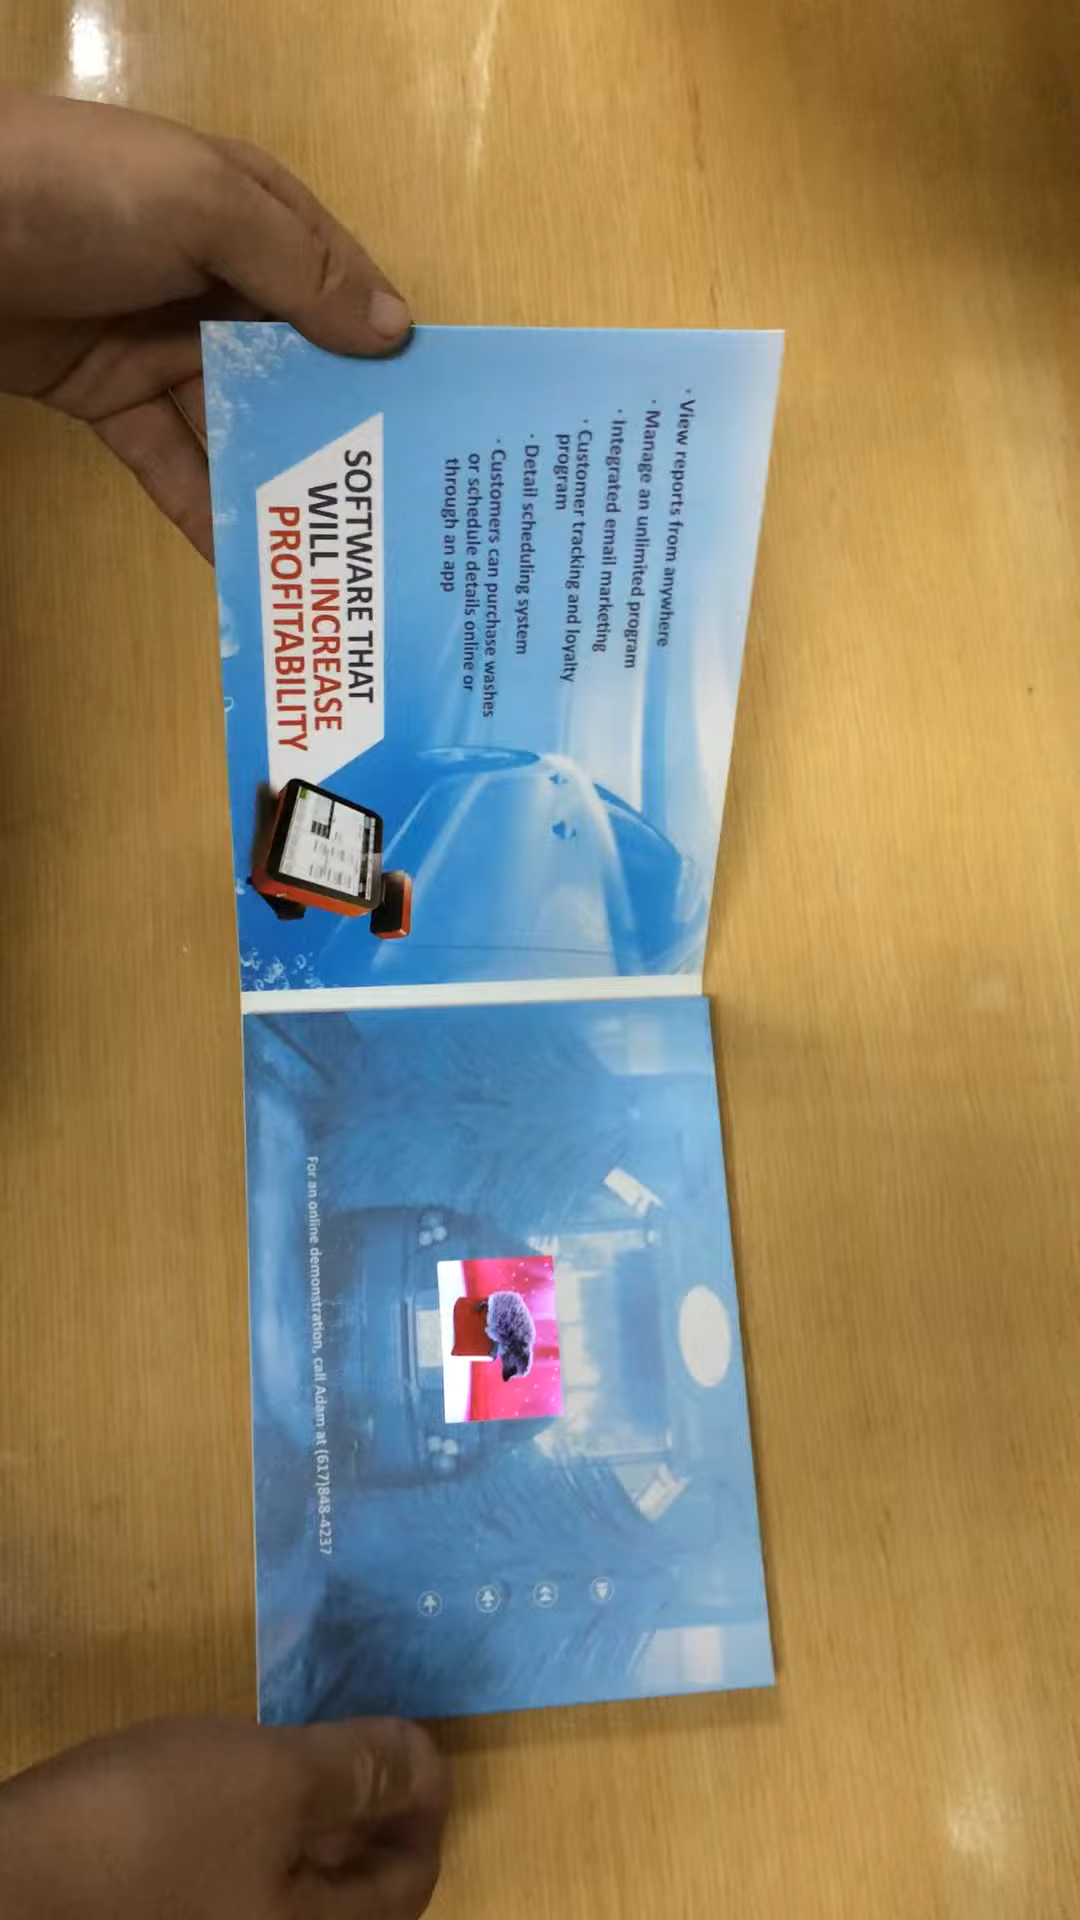 · View reports from anywhere
· Manage an unlimited program
· Integrated email marketing
· Customer tracking and loyalty
program
· Detail scheduling system
· Customers can purchase washes
or schedule details online or
through an app
SOFTWARE THAT
WILL INCREASE
PROFITABILITY
For an online demonstration, call Adam at (617)848-4237